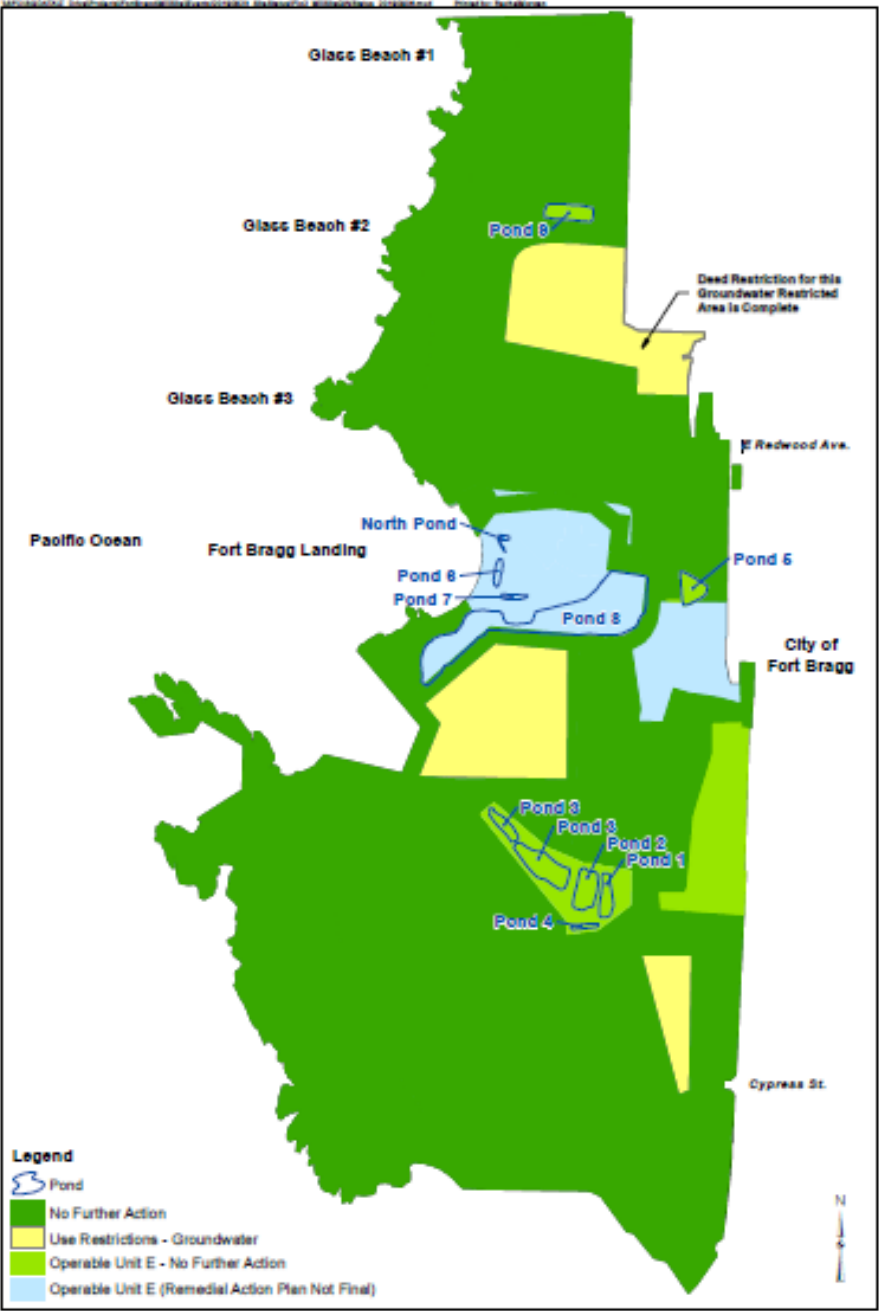 Glass Beach #1
Glass Beach #2
Pond 9
Deed Restriction for this
Groundwater Restricted
Area is Complete
Glass Beach #3
E Redwood Ave.
North Pond
Pacific Ocean
Fort Bragg Landing
Pond 5
Pond 6
Pond 7
Pond 8
City of
Fort Bragg
Pond 3
Pond 3
Pond 2
Pond 1
Pond 4
Cypress St.
Legend
Pond
No Further Action
Use Restrictions - Groundwater
Operable Unit E - No Further Action
Operable Unit E (Remedial Action Plan Not Final)
N